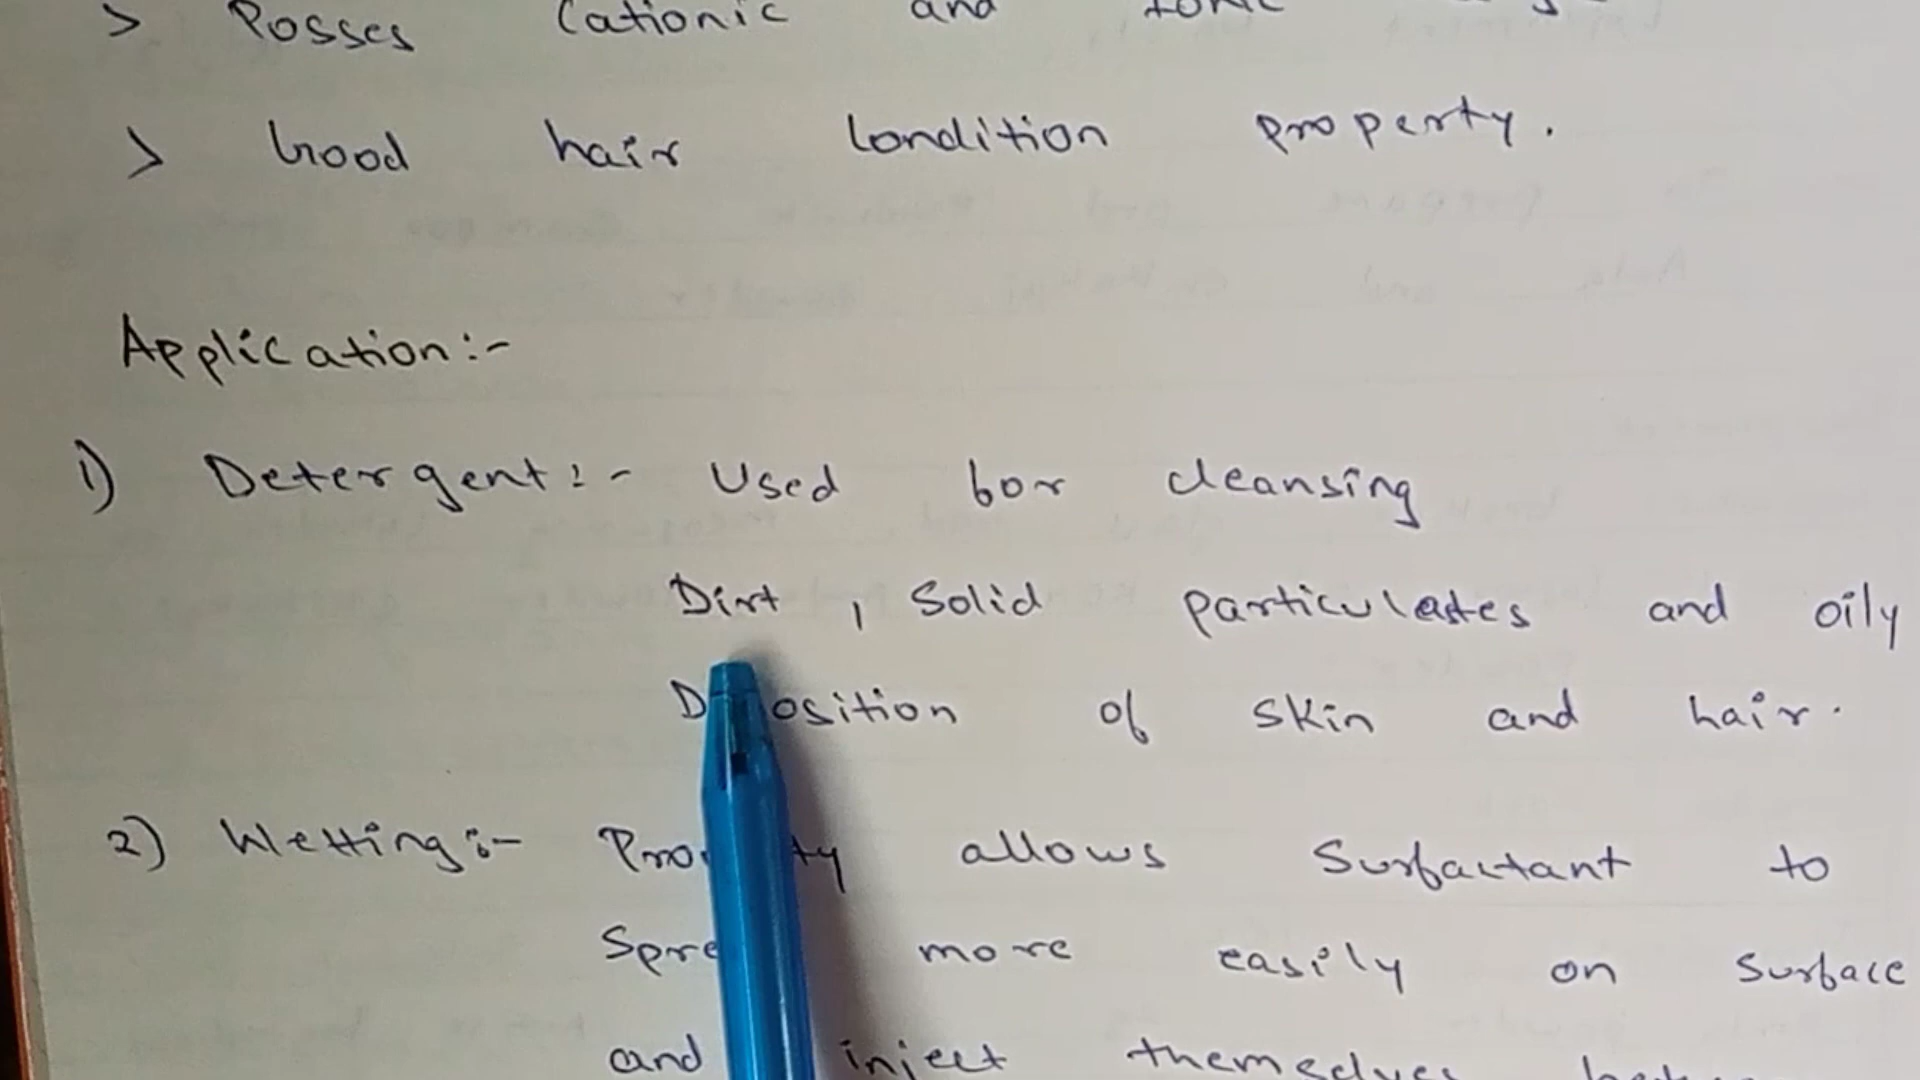 > Posses Cationic and
> Good hair Condition property.
Application:-
1) Detergent:- Used for cleansing
Dirt, Solid particulates and oily
of skin and hair.
2) Wetting:- allows Surfactant to
more easily on Surface
and inject themselves